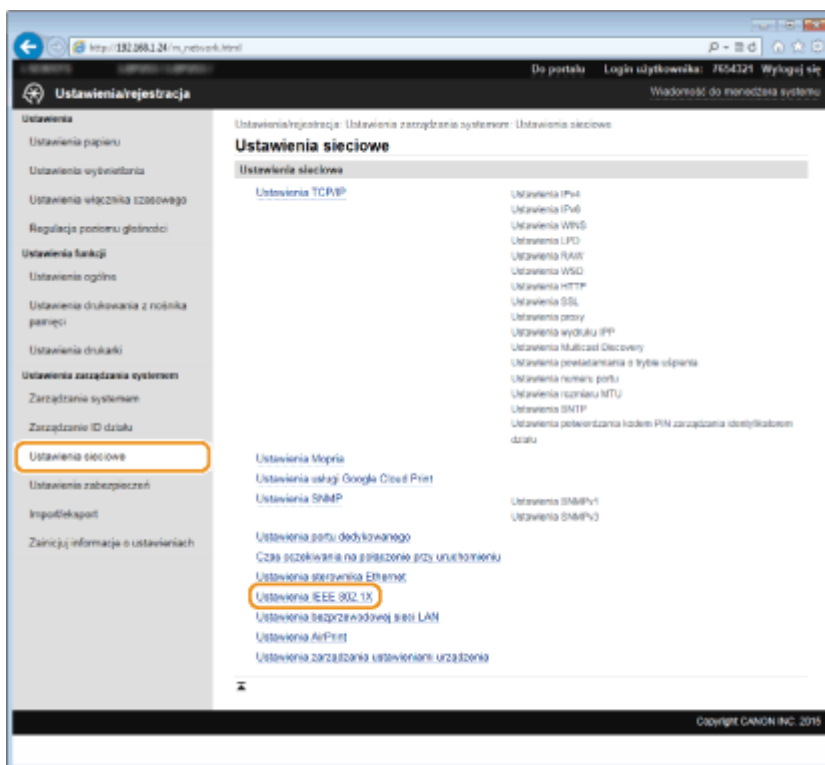 http://192.168.1.24/m_network.html
Do portalu Login użytkownika: 7654321 Wyloguj się
Ustawienia/rejestracja
Wiadomość do menedżera systemu
Ustawienia
Ustawienia papieru
Ustawienia wyświetlania
Ustawienia włącznika czasowego
Regulacja poziomu głośności
Ustawienia funkcji
Ustawienia ogólne
Ustawienia drukowania z nośnika
pamięci
Ustawienia drukarki
Ustawienia zarządzania systemem
Zarządzanie systemem
Zarządzanie ID działu
Ustawienia sieciowe
Ustawienia zabezpieczeń
Import/eksport
Zainicjuj informacje o ustawieniach
Ustawienia/rejestracja: Ustawienia zarządzania systemem: Ustawienia sieciowe
Ustawienia sieciowe
Ustawienia sieciowe
Ustawienia TCP/IP
Ustawienia IPv4
Ustawienia IPv6
Ustawienia WINS
Ustawienia LPD
Ustawienia RAW
Ustawienia WSD
Ustawienia HTTP
Ustawienia SSL
Ustawienia proxy
Ustawienia wydruku IPP
Ustawienia Multicast Discovery
Ustawienia powiadamiania o trybie uśpienia
Ustawienia numeru portu
Ustawienia rozmiaru MTU
Ustawienia SNTP
Ustawienia potwierdzania kodem PIN zarządzania identyfikatorem
działu
Ustawienia Mopria
Ustawienia usługi Google Cloud Print
Ustawienia SNMP
Ustawienia SNMPv1
Ustawienia SNMPv3
Ustawienia portu dedykowanego
Czas oczekiwania na połączenie przy uruchomieniu
Ustawienia sterownika Ethernet
Ustawienia IEEE 802.1X
Ustawienia bezprzewodowej sieci LAN
Ustawienia AirPrint
Ustawienia zarządzania ustawieniami urządzenia
Copyright CANON INC. 2015